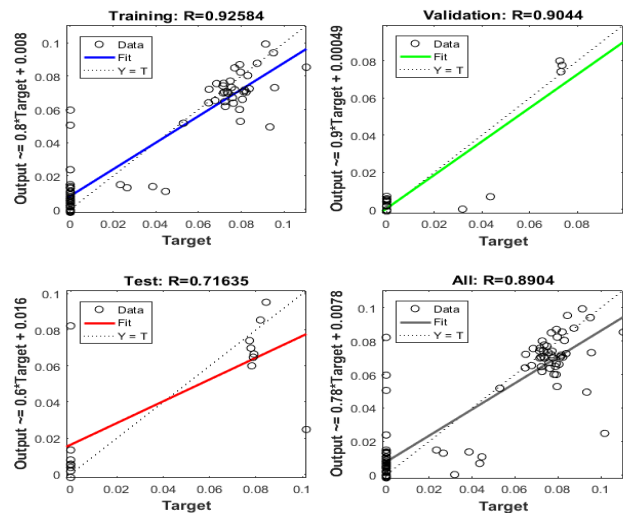 Training: R=0.92584
Output ~= 0.8*Target + 0.008
0.1
0.08
0.06
0.04
0.02
0
Data
Fit
Y = T
0 0.02 0.04 0.06 0.08 0.1
Target
Validation: R=0.9044
Output ~= 0.9*Target + 0.00049
0.08
0.06
0.04
0.02
0
Data
Fit
Y = T
0 0.02 0.04 0.06 0.08
Target
Test: R=0.71635
Output ~= 0.6*Target + 0.016
0.1
0.08
0.06
0.04
0.02
0
Data
Fit
Y = T
0 0.02 0.04 0.06 0.08 0.1
Target
All: R=0.8904
Output ~= 0.78*Target + 0.0078
0.1
0.08
0.06
0.04
0.02
0
Data
Fit
Y = T
0 0.02 0.04 0.06 0.08 0.1
Target